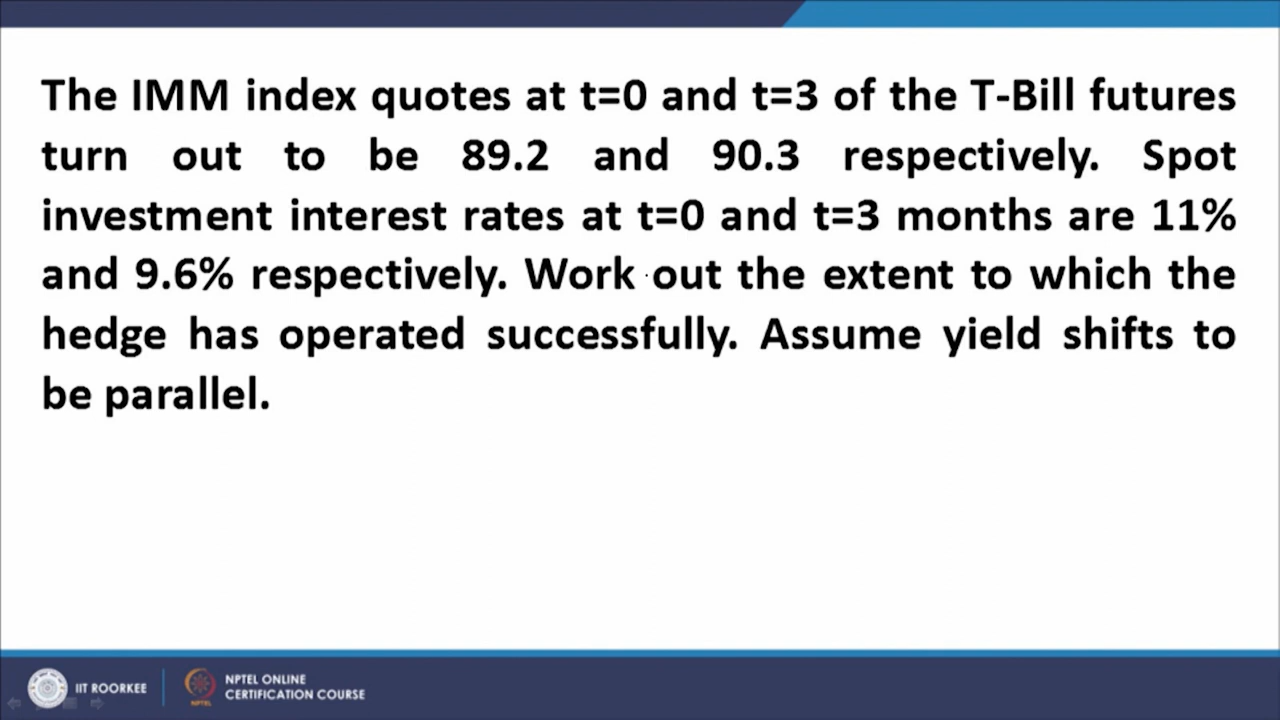 The IMM index quotes at t=0 and t=3 of the T-Bill futures
turn out to be 89.2 and 90.3 respectively. Spot
investment interest rates at t=0 and t=3 months are 11%
and 9.6% respectively. Work out the extent to which the
hedge has operated successfully. Assume yield shifts to
be parallel.
IIT ROORKEE
NPTEL
NPTEL ONLINE
CERTIFICATION COURSE